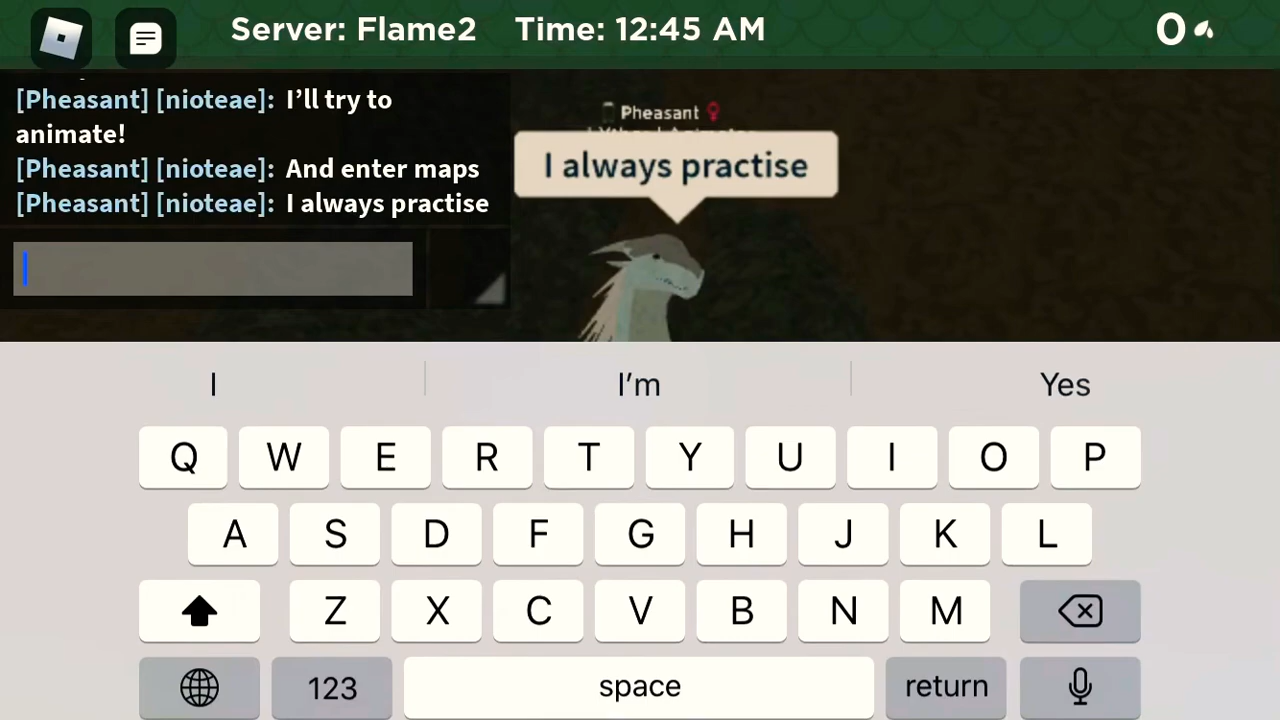 Server: Flame2 Time: 12:45 AM 0
[Pheasant] [nioteae]: I’ll try to
animate!
[Pheasant] [nioteae]: And enter maps
[Pheasant] [nioteae]: I always practise
Pheasant
I always practise
I I’m Yes
Q W E R T Y U I O P
A S D F G H J K L
Z X C V B N M
123 space return